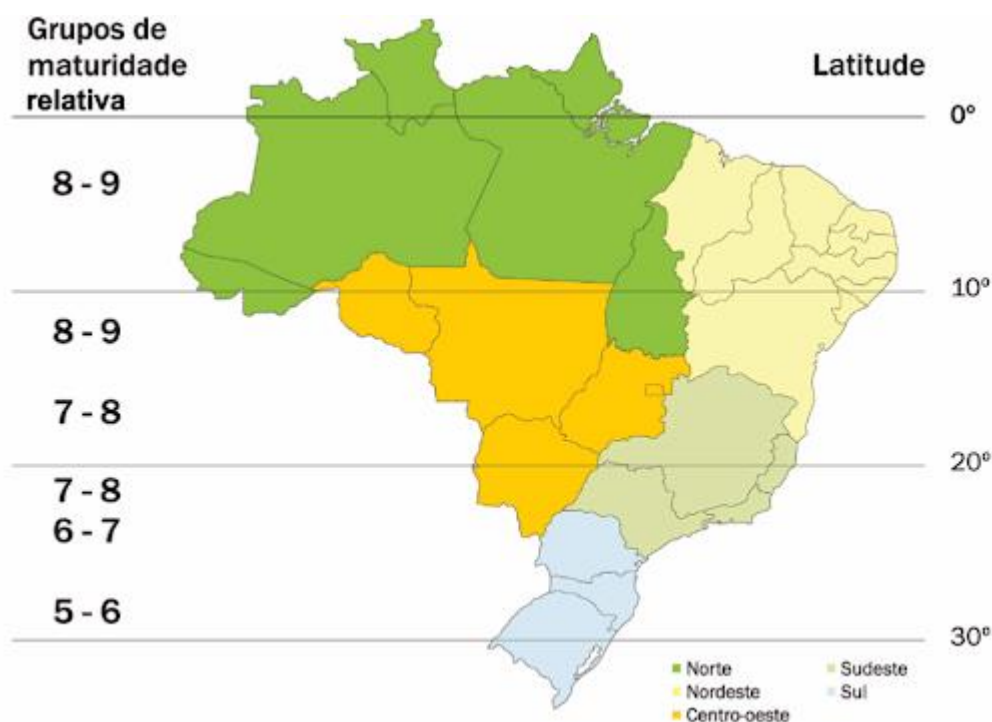 Grupos de
maturidade
relativa
Latitude
0º
8 - 9
10º
8 - 9
7 - 8
20º
7 - 8
6 - 7
5 - 6
30º
Norte
Sudeste
Nordeste
Sul
Centro-oeste